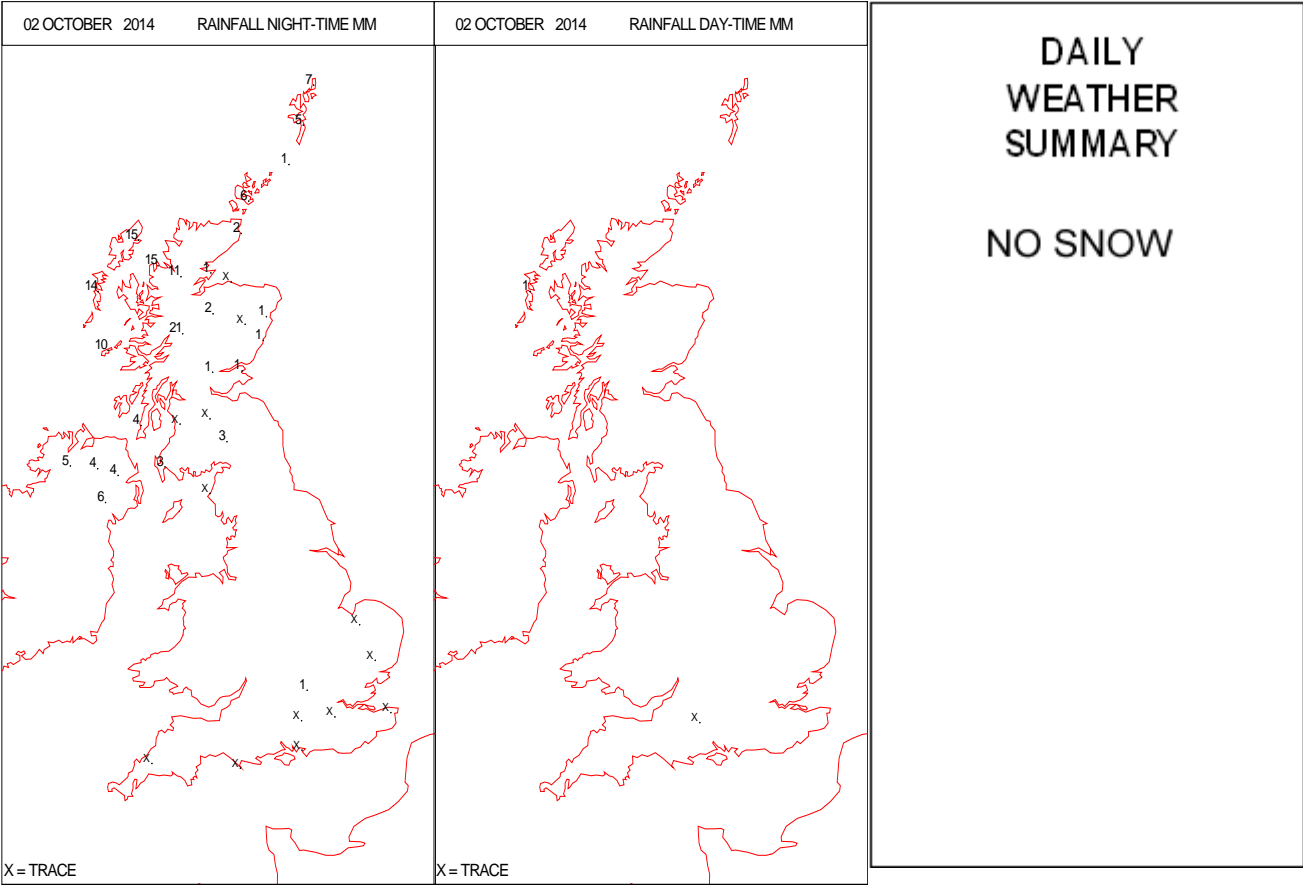 02 OCTOBER 2014 RAINFALL NIGHT-TIME MM
7
5
1
6
2
15
15
11
1
X
14
2
X
1
21
1
10
1
1
4
X
X
3
5
4
4
3
6
X
X
X
1
X
X
X
X
X
X
X = TRACE
02 OCTOBER 2014 RAINFALL DAY-TIME MM
1
X
X = TRACE
DAILY
WEATHER
SUMMARY
NO SNOW